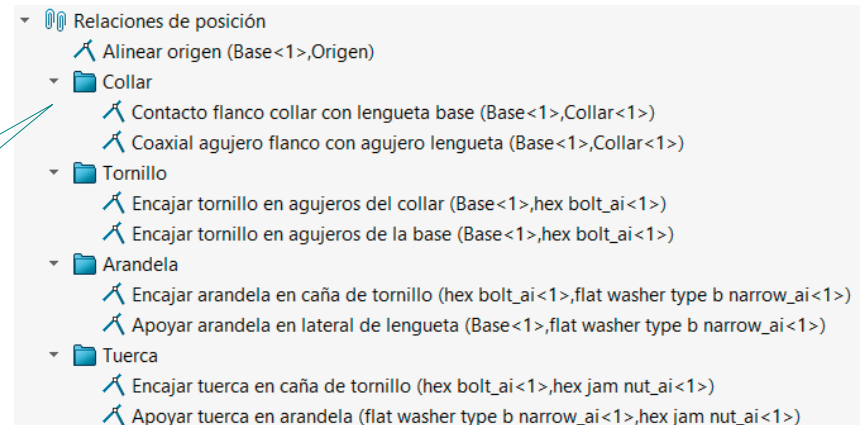 Relaciones de posición
Alinear origen (Base<1>,Origen)
Collar
Contacto flanco collar con lengueta base (Base<1>,Collar<1>)
Coaxial agujero flanco con agujero lengueta (Base<1>,Collar<1>)
Tornillo
Encajar tornillo en agujeros del collar (Base<1>,hex bolt_ai<1>)
Encajar tornillo en agujeros de la base (Base<1>,hex bolt_ai<1>)
Arandela
Encajar arandela en caña de tornillo (hex bolt_ai<1>,flat washer type b narrow_ai<1>)
Apoyar arandela en lateral de lengueta (Base<1>,flat washer type b narrow_ai<1>)
Tuerca
Encajar tuerca en caña de tornillo (hex bolt_ai<1>,hex jam nut_ai<1>)
Apoyar tuerca en arandela (flat washer type b narrow_ai<1>,hex jam nut_ai<1>)